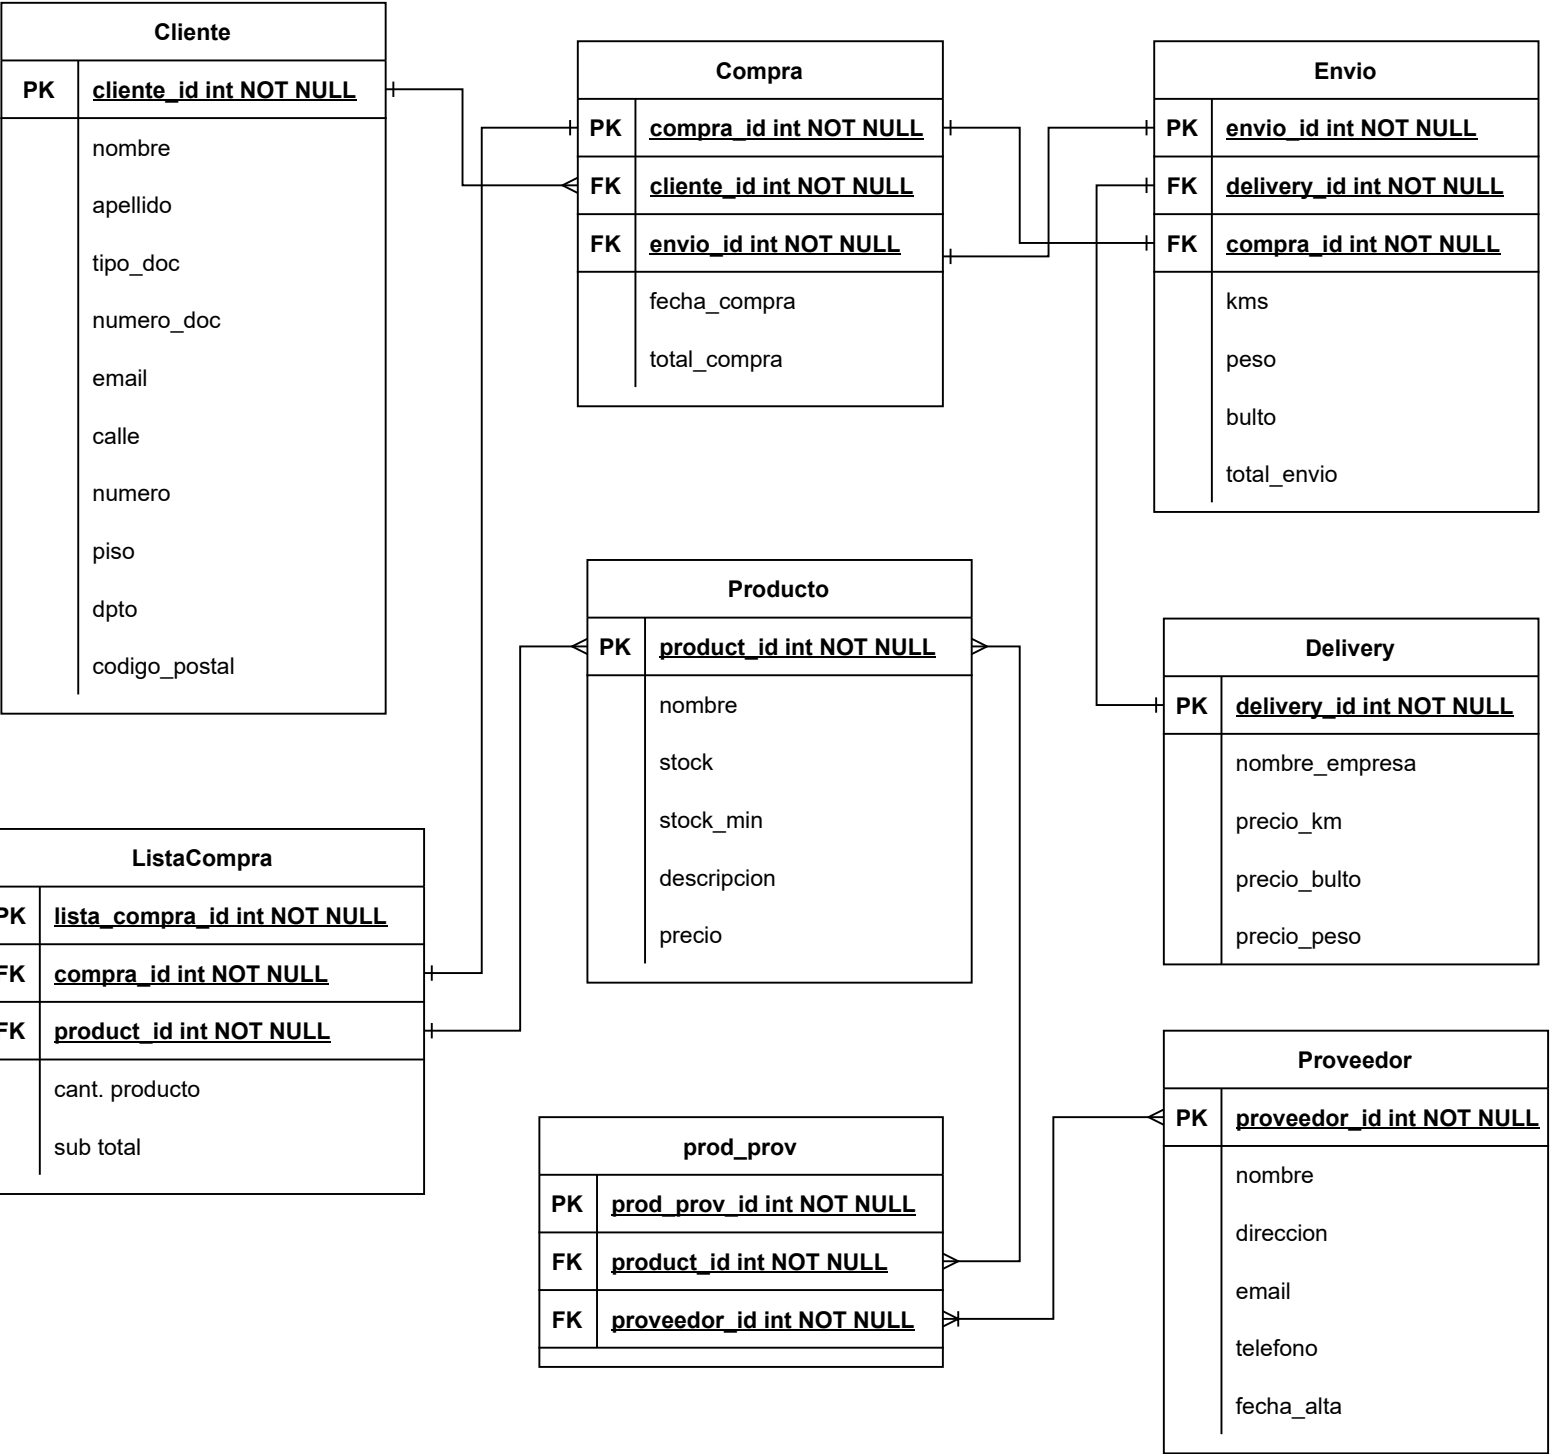 Cliente
PK cliente_id int NOT NULL
nombre
apellido
tipo_doc
numero_doc
email
calle
numero
piso
dpto
codigo_postal
Compra
PK compra_id int NOT NULL
FK cliente_id int NOT NULL
FK envio_id int NOT NULL
fecha_compra
total_compra
Envio
PK envio_id int NOT NULL
FK delivery_id int NOT NULL
FK compra_id int NOT NULL
kms
peso
bulto
total_envio
Producto
PK product_id int NOT NULL
nombre
stock
stock_min
descripcion
precio
Delivery
PK delivery_id int NOT NULL
nombre_empresa
precio_km
precio_bulto
precio_peso
ListaCompra
PK lista_compra_id int NOT NULL
FK compra_id int NOT NULL
FK product_id int NOT NULL
cant. producto
sub total
prod_prov
PK prod_prov_id int NOT NULL
FK product_id int NOT NULL
FK proveedor_id int NOT NULL
Proveedor
PK proveedor_id int NOT NULL
nombre
direccion
email
telefono
fecha_alta